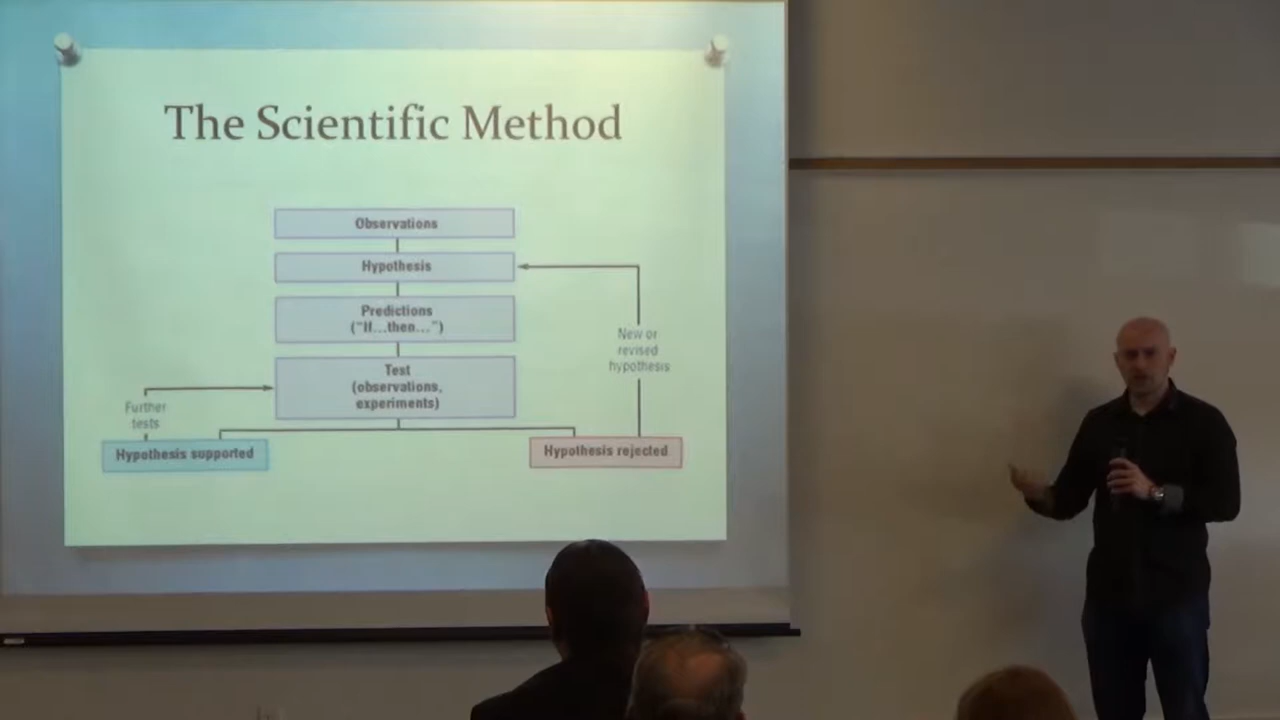 The Scientific Method
Observations
Hypothesis
Predictions
("If...then...")
Test
(observations,
experiments)
New or
revised
hypothesis
Further
tests
Hypothesis supported
Hypothesis rejected